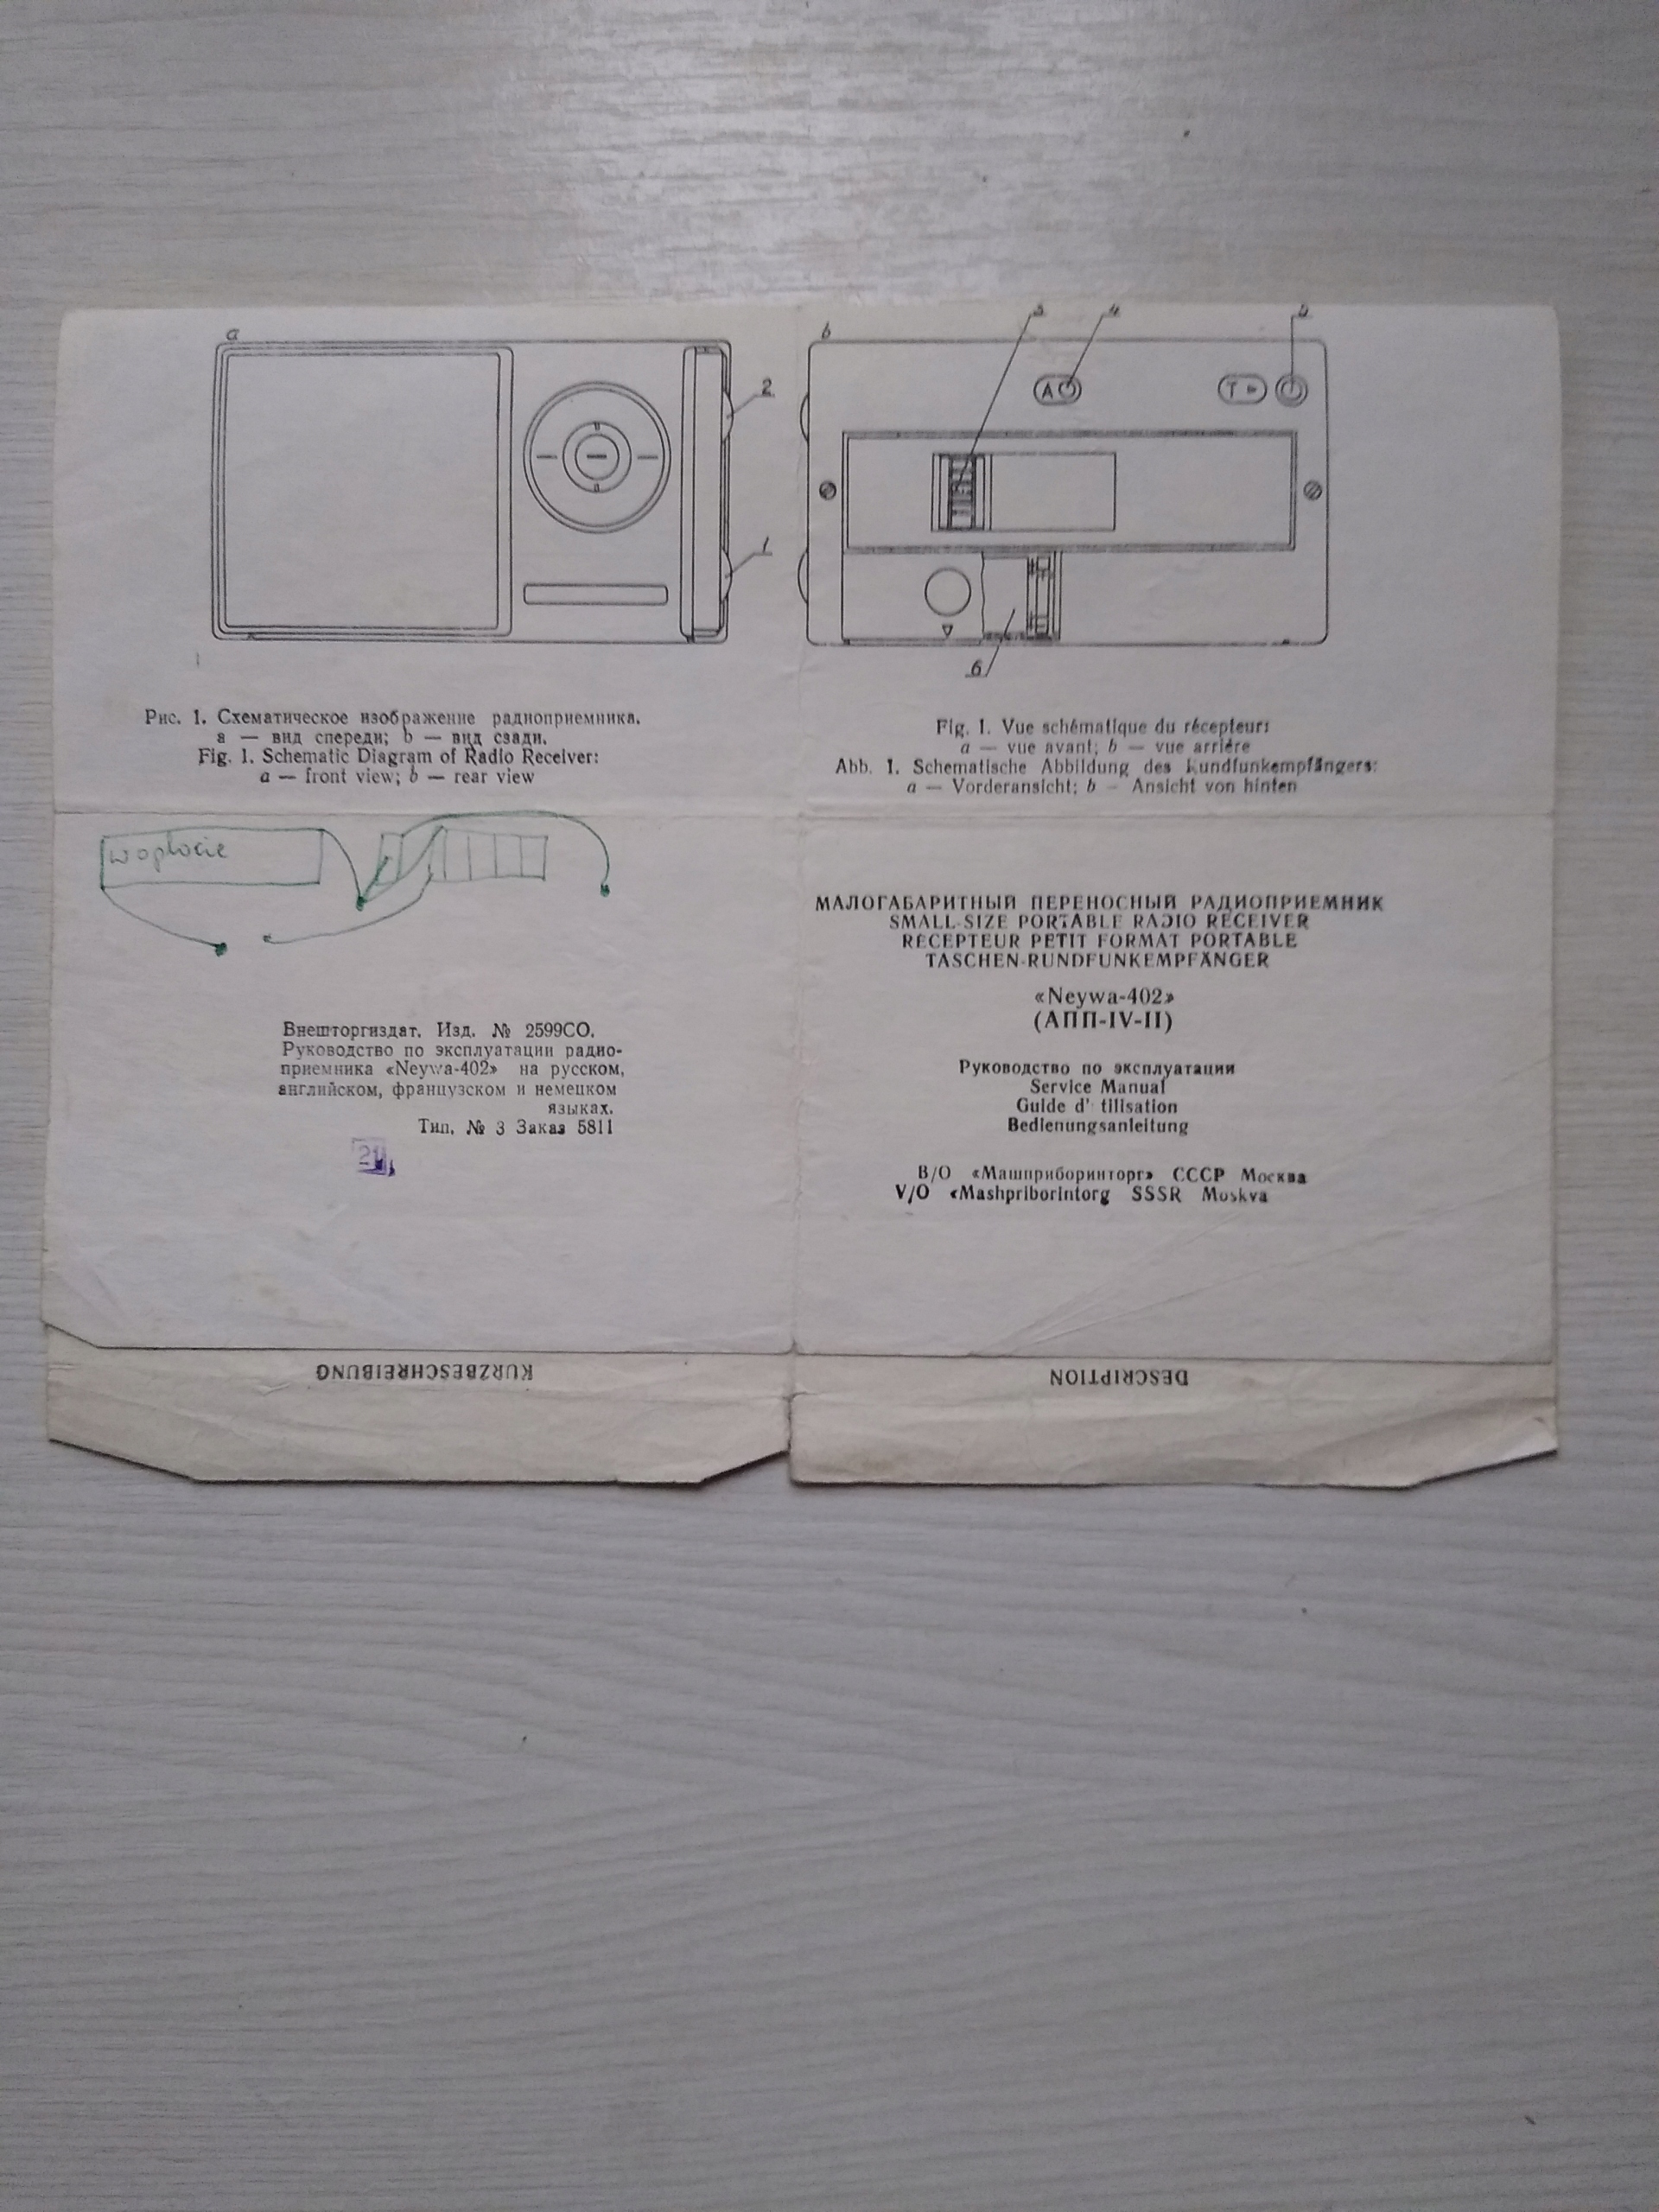 a
2
1
Рис. 1. Схематическое изображение радиоприемника.
а — вид спереди; b — вид сзади.
Fig. 1. Schematic Diagram of Radio Receiver:
a — front view; b — rear view
b
3
4
5
A
T
6
Fig. 1. Vue schématique du récepteur:
a — vue avant; b — vue arriére
Abb. 1. Schematische Abbildung des Rundfunkempfängers:
a — Vorderansicht; b — Ansicht von hinten
w oplocie
Внешторгиздат. Изд. № 2599СО.
Руководство по эксплуатации радио-
приемника «Neywa-402» на русском,
английском, французском и немецком
языках.
Тип. № 3 Заказ 5811
МАЛОГАБАРИТНЫЙ ПЕРЕНОСНЫЙ РАДИОПРИЕМНИК
SMALL-SIZE PORTABLE RADIO RECEIVER
RÉCEPTEUR PETIT FORMAT PORTABLE
TASCHEN-RUNDFUNKEMPFÄNGER
«Neywa-402»
(АПП-IV-II)
Руководство по эксплуатации
Service Manual
Guide d' tilisation
Bedienungsanleitung
В/О «Машприборинторг» СССР Москва
V/O «Mashpriborintorg SSSR Moskva
KURZBESCHREIBUNG
DESCRIPTION